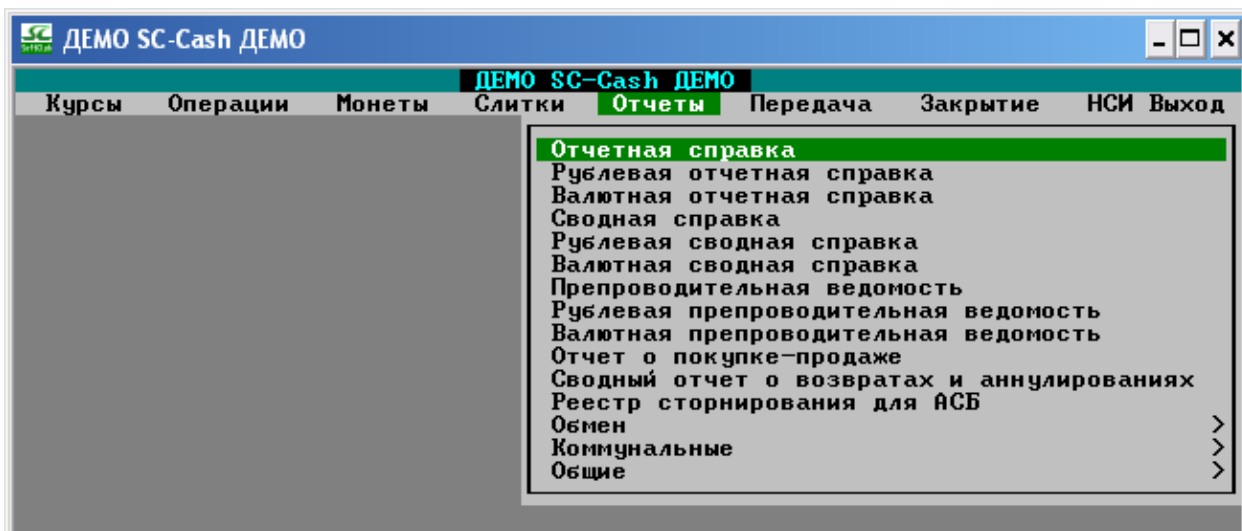 ДЕМО SC-Cash ДЕМО
ДЕМО SC-Cash ДЕМО
Курсы Операции Монеты Слитки Отчеты Передача Закрытие НСИ Выход
Отчетная справка
Рублевая отчетная справка
Валютная отчетная справка
Сводная справка
Рублевая сводная справка
Валютная сводная справка
Препроводительная ведомость
Рублевая препроводительная ведомость
Валютная препроводительная ведомость
Отчет о покупке-продаже
Сводный отчет о возвратах и аннулированиях
Реестр сторнирования для АСБ
Обмен >
Коммунальные >
Общие >